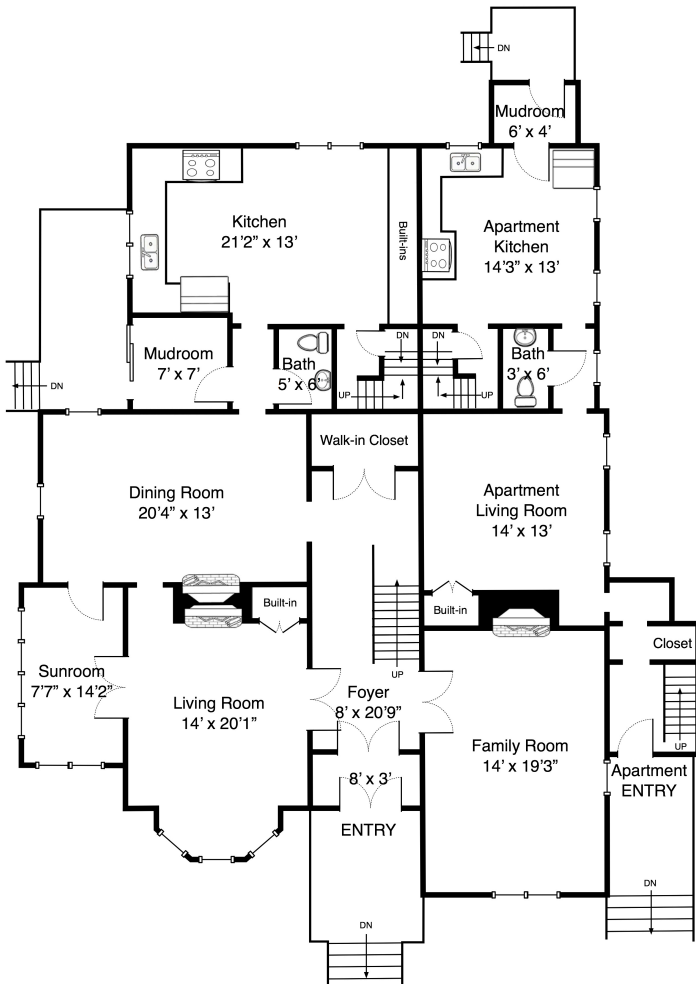 DN
Mudroom
6’ x 4’
Kitchen
21’2” x 13’
Built-ins
Apartment
Kitchen
14’3” x 13’
Mudroom
7’ x 7’
Bath
5’ x 6’
DN
DN
UP
UP
Bath
3’ x 6’
DN
Walk-in Closet
Dining Room
20’4” x 13’
Apartment
Living Room
14’ x 13’
Built-in
Built-in
Closet
Sunroom
7’7” x 14’2”
Living Room
14’ x 20’1”
UP
Foyer
8’ x 20’9”
Family Room
14’ x 19’3”
UP
Apartment
ENTRY
8’ x 3’
ENTRY
DN
DN